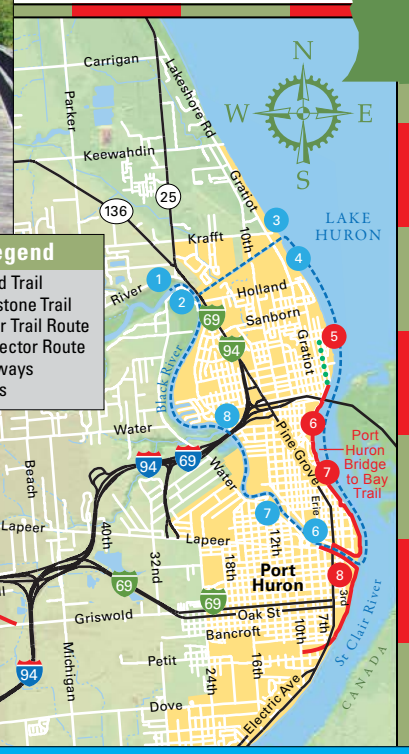 N
W E
S
Carrigan
Lakeshore Rd
Parker
Keewahdin
25
136
Gratiot
3
LAKE
HURON
Krafft
10th
4
egend
d Trail
stone Trail
r Trail Route
ector Route
ways
s
1
River
2
Holland
Sanborn
69
94
Gratiot
5
Black River
8
6
Water
Pine Grove
Port
Huron
Bridge
to Bay
Trail
7
94
69
Water
Beach
Erie
7
6
Lapeer
40th
Lapeer
12th
32nd
18th
Port
Huron
8
69
69
3rd
Griswold
Oak St
7th
Bancroft
10th
St Clair River
94
Michigan
Petit
16th
24th
CANADA
Dove
Electric Ave